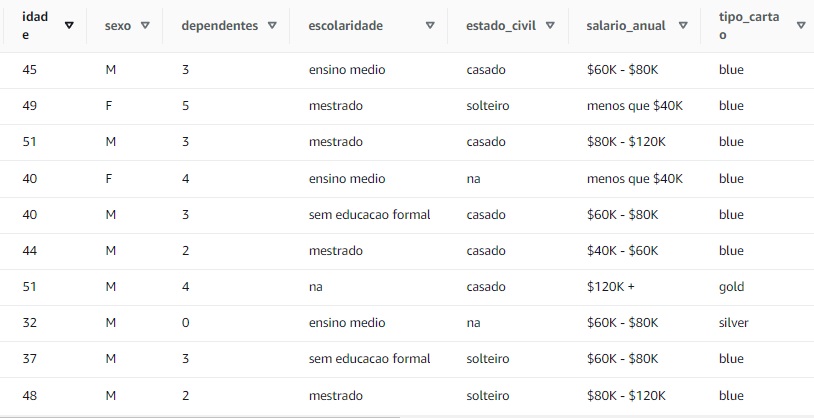 idade sexo dependentes escolaridade estado_civil salario_anual tipo_cartao
45 M 3 ensino medio casado $60K - $80K blue
49 F 5 mestrado solteiro menos que $40K blue
51 M 3 mestrado casado $80K - $120K blue
40 F 4 ensino medio na menos que $40K blue
40 M 3 sem educacao formal casado $60K - $80K blue
44 M 2 mestrado casado $40K - $60K blue
51 M 4 na casado $120K + gold
32 M 0 ensino medio na $60K - $80K silver
37 M 3 sem educacao formal solteiro $60K - $80K blue
48 M 2 mestrado solteiro $80K - $120K blue